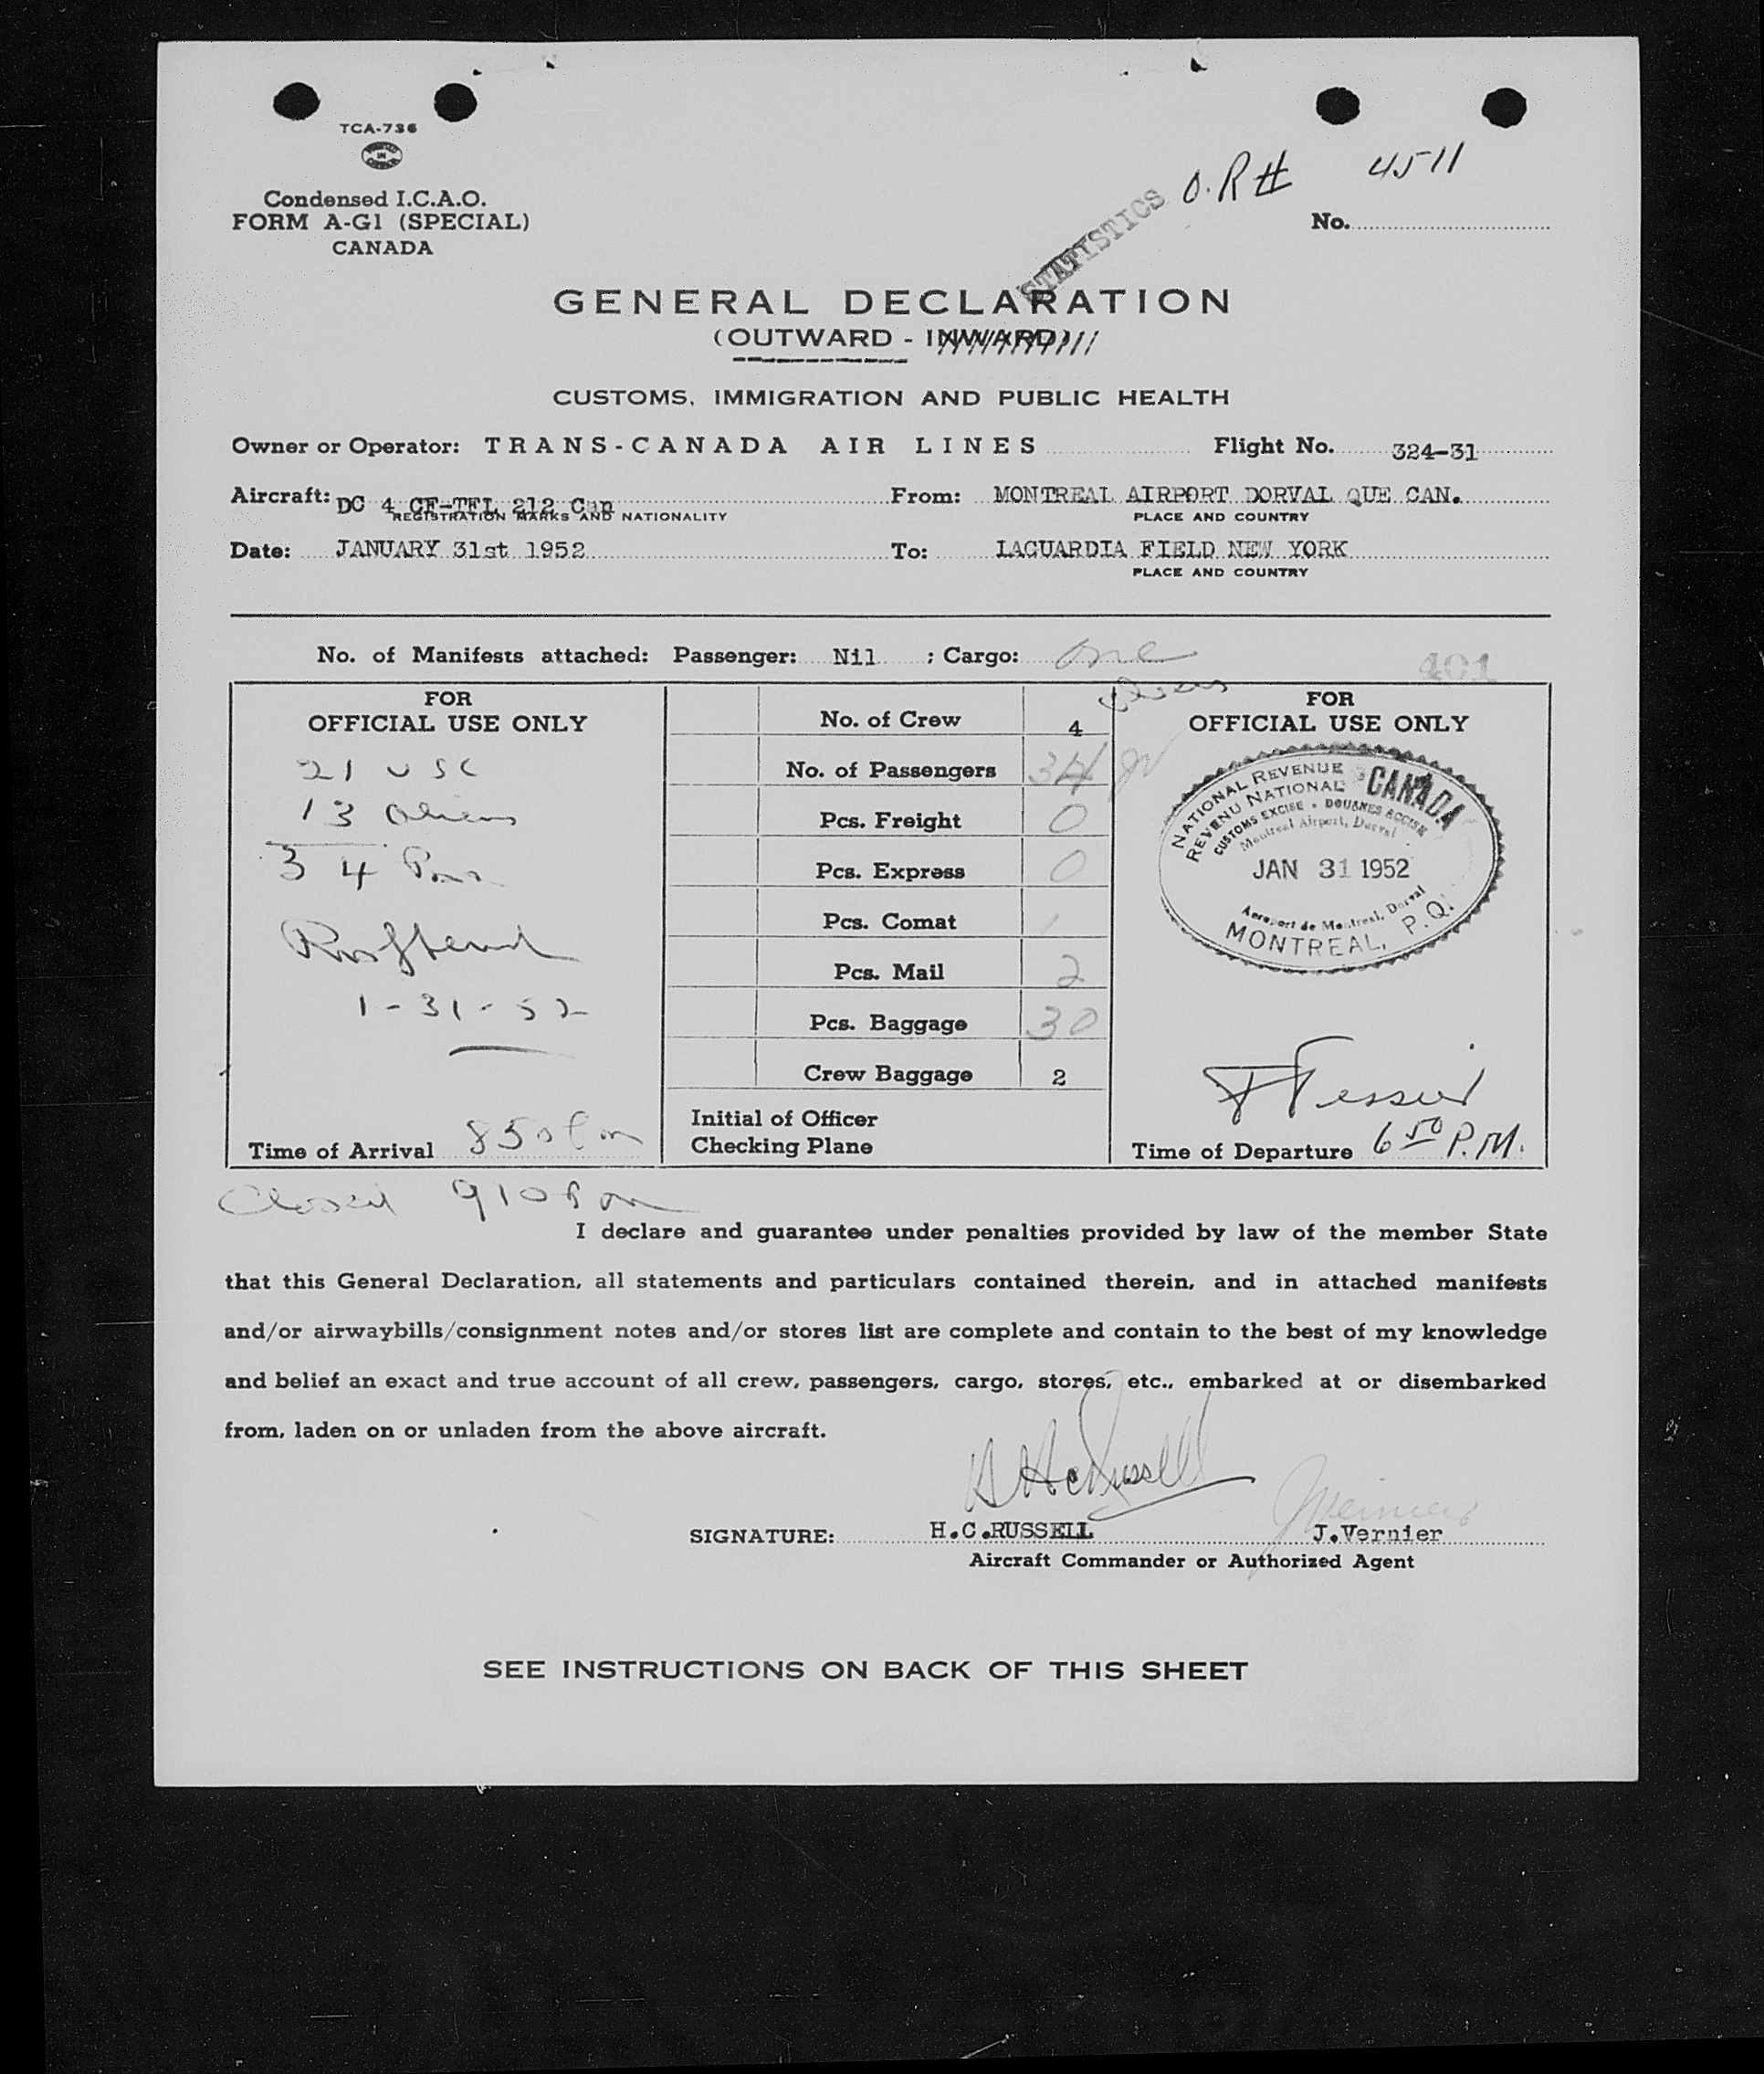 TCA-736
PRINTED IN CANADA
Condensed I.C.A.O.
FORM A-G1 (SPECIAL)
CANADA
STATISTICS
O.R# 4511
No.
GENERAL DECLARATION
(OUTWARD - INWARD)
CUSTOMS, IMMIGRATION AND PUBLIC HEALTH
Owner or Operator: TRANS-CANADA AIR LINES Flight No. 324-31
Aircraft: DC 4 CF-TFL 212 Can From: MONTREAL AIRPORT DORVAL QUE CAN.
REGISTRATION MARKS AND NATIONALITY PLACE AND COUNTRY
Date: JANUARY 31st 1952 To: LAGUARDIA FIELD NEW YORK
PLACE AND COUNTRY
No. of Manifests attached: Passenger: Nil ; Cargo: One
401
FOR
OFFICIAL USE ONLY
21 USC
13 Aliens
34 Pas
1-31-52
Time of Arrival 850 Pm
No. of Crew 4
No. of Passengers 34
Pcs. Freight 0
Pcs. Express 0
Pcs. Comat 1
Pcs. Mail 2
Pcs. Baggage 30
Crew Baggage 2
Initial of Officer
Checking Plane
FOR
OFFICIAL USE ONLY
NATIONAL REVENUE CANADA
REVENU NATIONAL
CUSTOMS EXCISE • DOUANES ACCISE
Montreal Airport, Dorval
JAN 31 1952
Aeroport de Montreal, Dorval
MONTREAL, P.Q.
F Tessier
Time of Departure 6 50 P.M.
Closed 910 Pm
I declare and guarantee under penalties provided by law of the member State
that this General Declaration, all statements and particulars contained therein, and in attached manifests
and/or airwaybills/consignment notes and/or stores list are complete and contain to the best of my knowledge
and belief an exact and true account of all crew, passengers, cargo, stores, etc., embarked at or disembarked
from, laden on or unladen from the above aircraft.
H C Russell
SIGNATURE: H.C.RUSSELL J.Vernier
Aircraft Commander or Authorized Agent
SEE INSTRUCTIONS ON BACK OF THIS SHEET